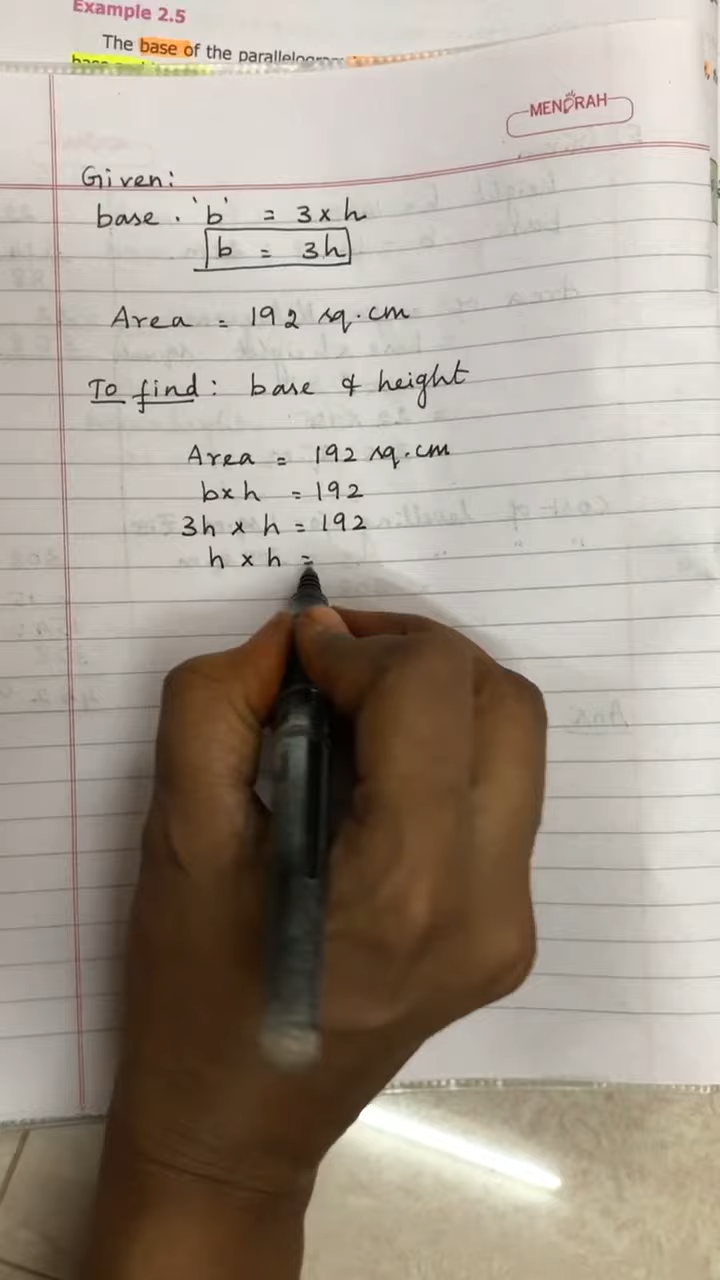 Example 2.5
The base of the parallelogram
MENORAH
Given:
base. 'b' = 3 x h
b = 3h
Area = 192 sq.cm
To find: base & height
Area = 192 sq.cm
b x h = 192
3h x h = 192
h x h =